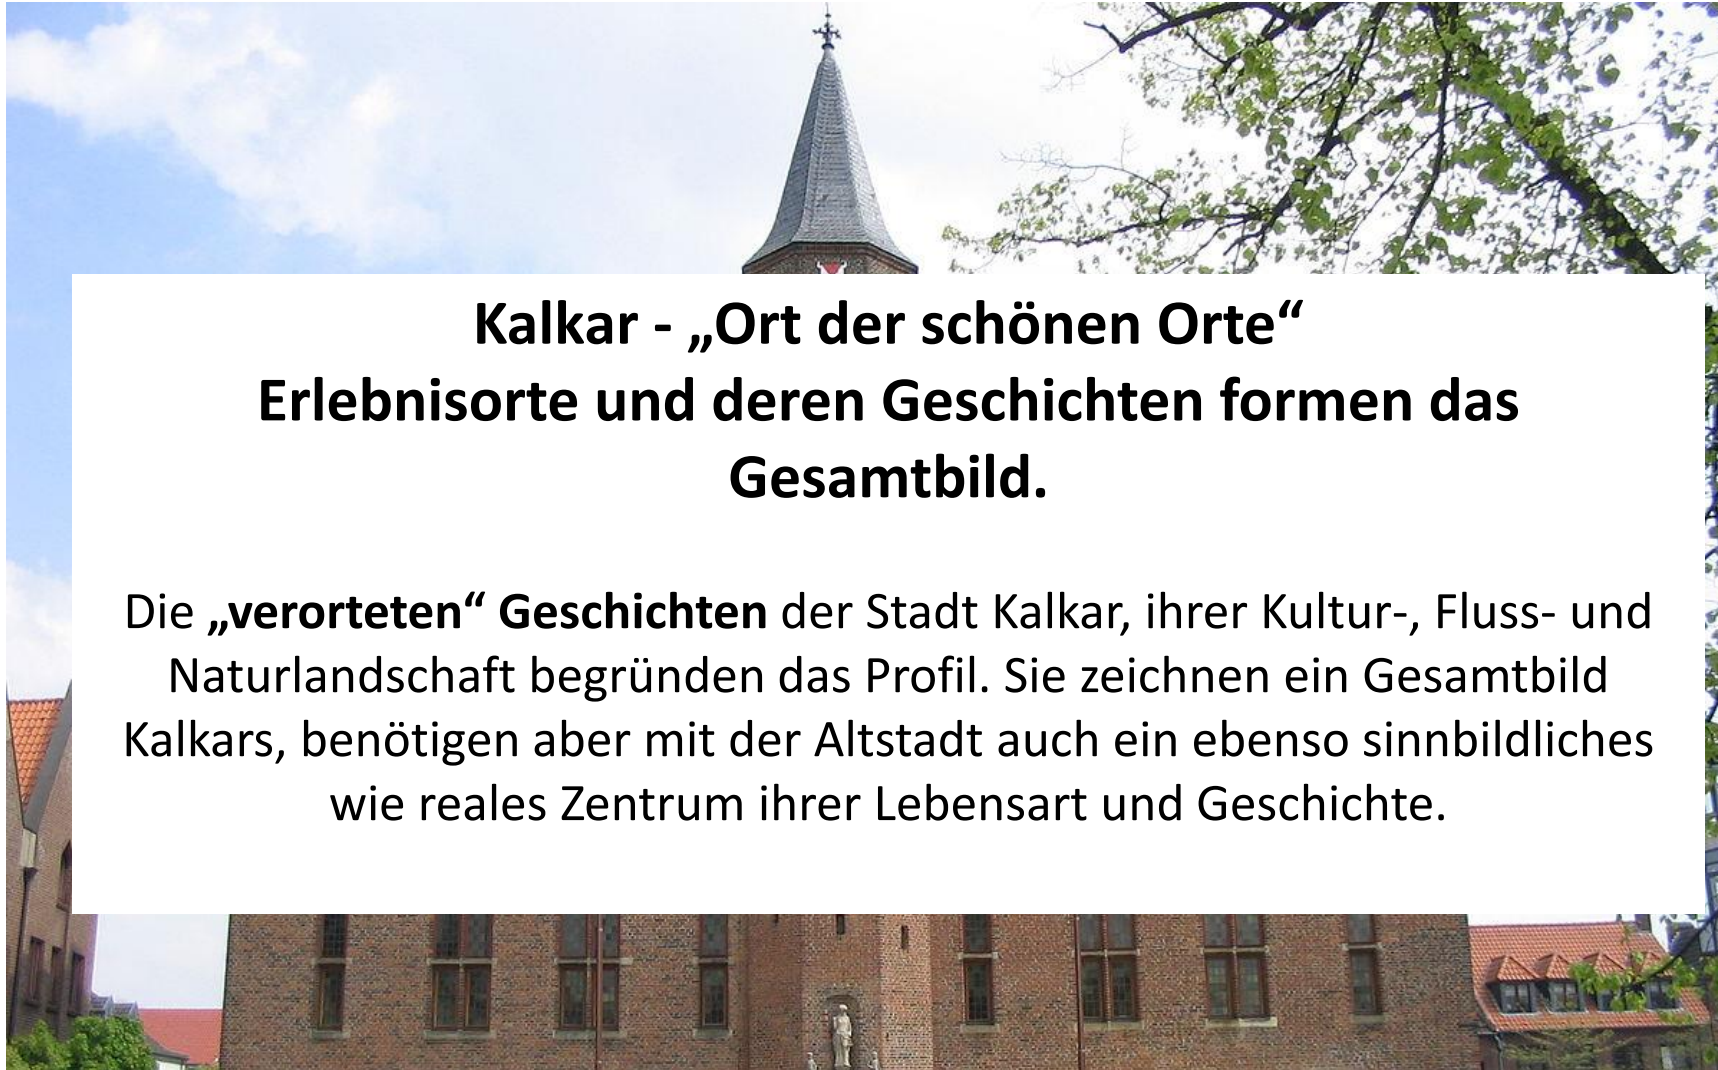 Kalkar - „Ort der schönen Orte“
Erlebnisorte und deren Geschichten formen das
Gesamtbild.
Die „verorteten“ Geschichten der Stadt Kalkar, ihrer Kultur-, Fluss- und
Naturlandschaft begründen das Profil. Sie zeichnen ein Gesamtbild
Kalkars, benötigen aber mit der Altstadt auch ein ebenso sinnbildliches
wie reales Zentrum ihrer Lebensart und Geschichte.